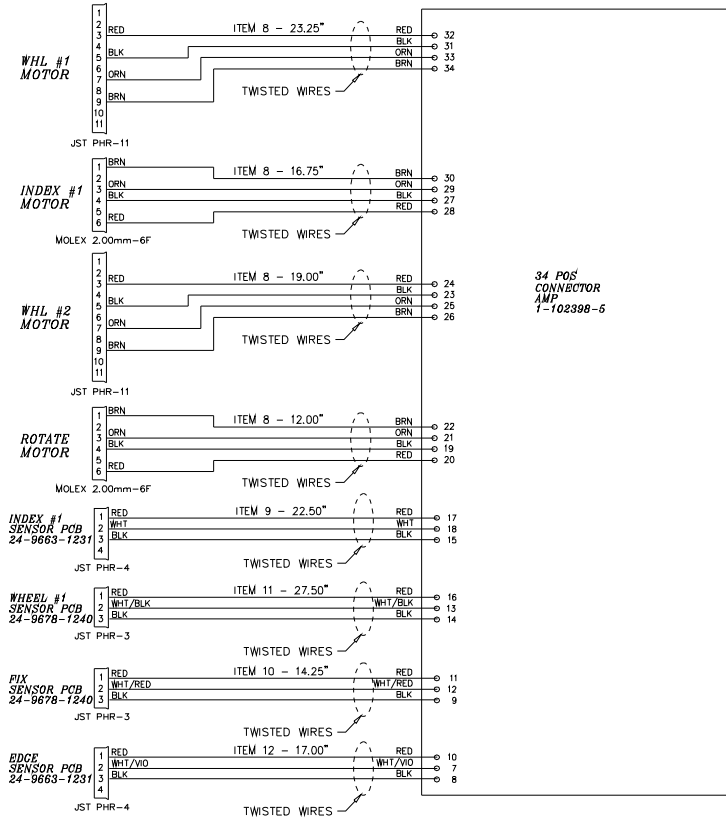 WHL #1
MOTOR
1
2
3
4
5
6
7
8
9
10
11
RED
BLK
ORN
BRN
JST PHR-11
ITEM 8 - 23.25"
TWISTED WIRES
RED 32
BLK 31
ORN 33
BRN 34
INDEX #1
MOTOR
1
2
3
4
5
6
BRN
ORN
BLK
RED
MOLEX 2.00mm-6F
ITEM 8 - 16.75"
TWISTED WIRES
BRN 30
ORN 29
BLK 27
RED 28
WHL #2
MOTOR
1
2
3
4
5
6
7
8
9
10
11
RED
BLK
ORN
BRN
JST PHR-11
ITEM 8 - 19.00"
TWISTED WIRES
RED 24
BLK 23
ORN 25
BRN 26
34 POS
CONNECTOR
AMP
1-102398-5
ROTATE
MOTOR
1
2
3
4
5
6
BRN
ORN
BLK
RED
MOLEX 2.00mm-6F
ITEM 8 - 12.00"
TWISTED WIRES
BRN 22
ORN 21
BLK 19
RED 20
INDEX #1
SENSOR PCB
24-9663-1231
1
2
3
4
RED
WHT
BLK
JST PHR-4
ITEM 9 - 22.50"
TWISTED WIRES
RED 17
WHT 18
BLK 15
WHEEL #1
SENSOR PCB
24-9678-1240
1
2
3
RED
WHT/BLK
BLK
JST PHR-3
ITEM 11 - 27.50"
TWISTED WIRES
RED 16
WHT/BLK 13
BLK 14
FIX
SENSOR PCB
24-9678-1240
1
2
3
RED
WHT/RED
BLK
JST PHR-3
ITEM 10 - 14.25"
TWISTED WIRES
RED 11
WHT/RED 12
BLK 9
EDGE
SENSOR PCB
24-9663-1231
1
2
3
4
RED
WHT/VIO
BLK
JST PHR-4
ITEM 12 - 17.00"
TWISTED WIRES
RED 10
WHT/VIO 7
BLK 8